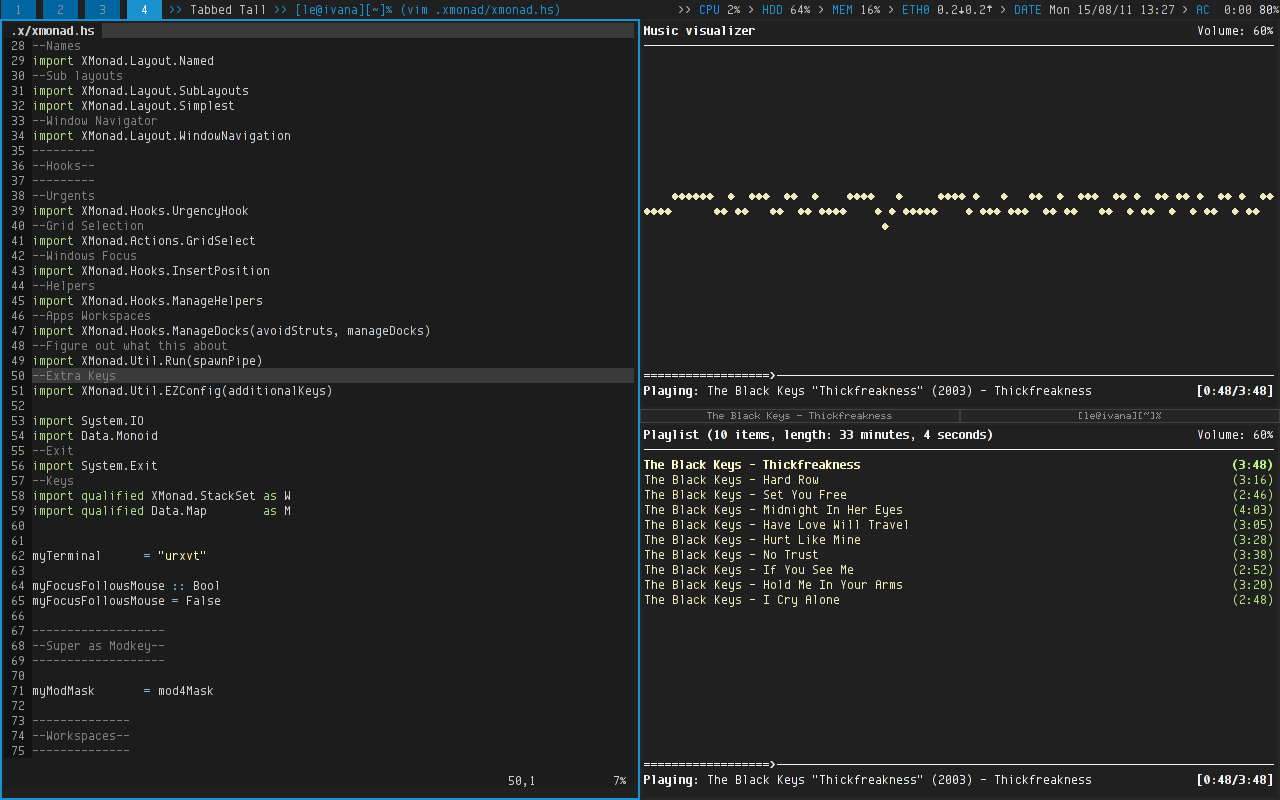 1 2 3 4 >> Tabbed Tall >> [le@ivana][~]% (vim .xmonad/xmonad.hs) >> CPU 2% > HDD 64% > MEM 16% > ETH0 0.2↓0.2↑ > DATE Mon 15/08/11 13:27 > AC 0:00 80%
.x/xmonad.hs
28 --Names
29 import XMonad.Layout.Named
30 --Sub layouts
31 import XMonad.Layout.SubLayouts
32 import XMonad.Layout.Simplest
33 --Window Navigator
34 import XMonad.Layout.WindowNavigation
35 ---------
36 --Hooks--
37 ---------
38 --Urgents
39 import XMonad.Hooks.UrgencyHook
40 --Grid Selection
41 import XMonad.Actions.GridSelect
42 --Windows Focus
43 import XMonad.Hooks.InsertPosition
44 --Helpers
45 import XMonad.Hooks.ManageHelpers
46 --Apps Workspaces
47 import XMonad.Hooks.ManageDocks(avoidStruts, manageDocks)
48 --Figure out what this about
49 import XMonad.Util.Run(spawnPipe)
50 --Extra Keys
51 import XMonad.Util.EZConfig(additionalKeys)
52
53 import System.IO
54 import Data.Monoid
55 --Exit
56 import System.Exit
57 --Keys
58 import qualified XMonad.StackSet as W
59 import qualified Data.Map        as M
60
61
62 myTerminal      = "urxvt"
63
64 myFocusFollowsMouse :: Bool
65 myFocusFollowsMouse = False
66
67 -------------------
68 --Super as Modkey--
69 -------------------
70
71 myModMask       = mod4Mask
72
73 --------------
74 --Workspaces--
75 --------------
50,1 7%
Music visualizer Volume: 60%
Playing: The Black Keys "Thickfreakness" (2003) - Thickfreakness [0:48/3:48]
The Black Keys - Thickfreakness [le@ivana][~]%
Playlist (10 items, length: 33 minutes, 4 seconds) Volume: 60%
The Black Keys - Thickfreakness (3:48)
The Black Keys - Hard Row (3:16)
The Black Keys - Set You Free (2:46)
The Black Keys - Midnight In Her Eyes (4:03)
The Black Keys - Have Love Will Travel (3:05)
The Black Keys - Hurt Like Mine (3:28)
The Black Keys - No Trust (3:38)
The Black Keys - If You See Me (2:52)
The Black Keys - Hold Me In Your Arms (3:20)
The Black Keys - I Cry Alone (2:48)
Playing: The Black Keys "Thickfreakness" (2003) - Thickfreakness [0:48/3:48]